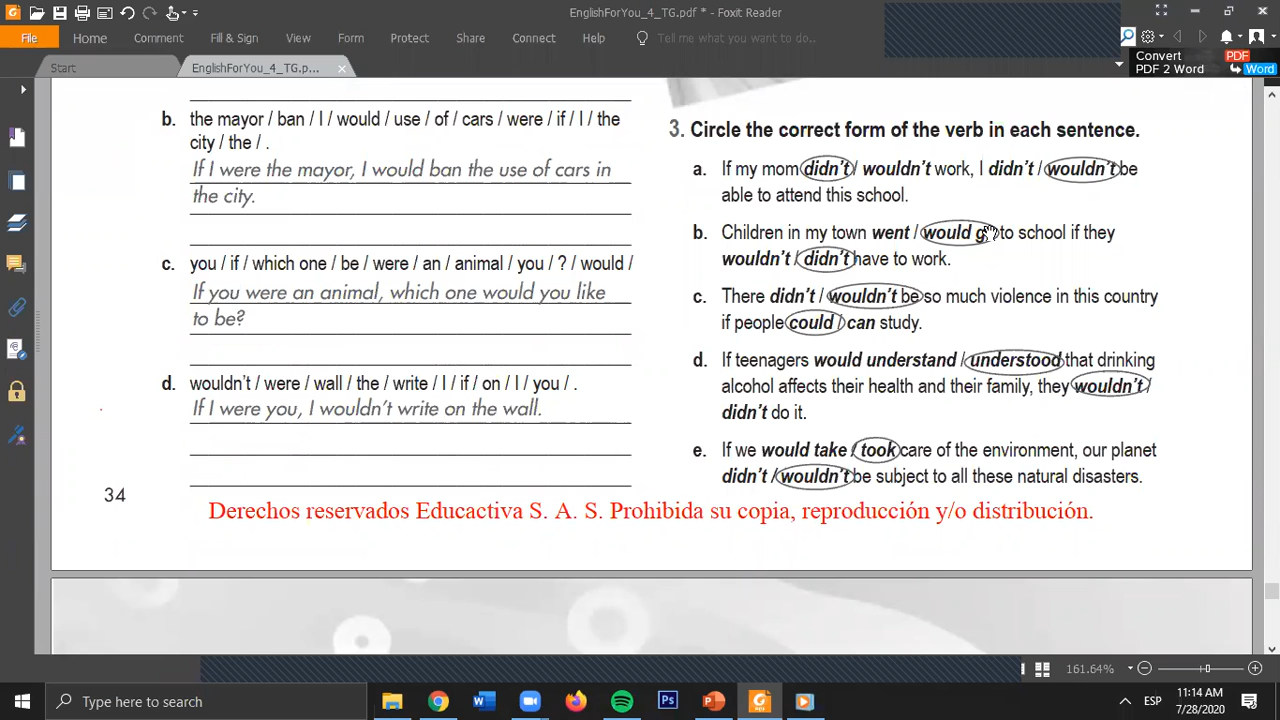 EnglishForYou_4_TG.pdf * - Foxit Reader
File Home Comment Fill & Sign View Form Protect Share Connect Help Tell me what you want to do...
Convert PDF
PDF 2 Word Word
Start EnglishForYou_4_TG.p...
b. the mayor / ban / I / would / use / of / cars / were / if / I / the
city / the / .
If I were the mayor, I would ban the use of cars in
the city.
c. you / if / which one / be / were / an / animal / you / ? / would /
If you were an animal, which one would you like
to be?
d. wouldn't / were / wall / the / write / I / if / on / I / you / .
If I were you, I wouldn't write on the wall.
34
3. Circle the correct form of the verb in each sentence.
a. If my mom didn't / wouldn't work, I didn't / wouldn't be
able to attend this school.
b. Children in my town went / would g to school if they
wouldn't / didn't have to work.
c. There didn't / wouldn't be so much violence in this country
if people could / can study.
d. If teenagers would understand / understood that drinking
alcohol affects their health and their family, they wouldn't /
didn't do it.
e. If we would take / took care of the environment, our planet
didn't / wouldn't be subject to all these natural disasters.
Derechos reservados Educactiva S. A. S. Prohibida su copia, reproducción y/o distribución.
161.64%
Type here to search
ESP
11:14 AM
7/28/2020